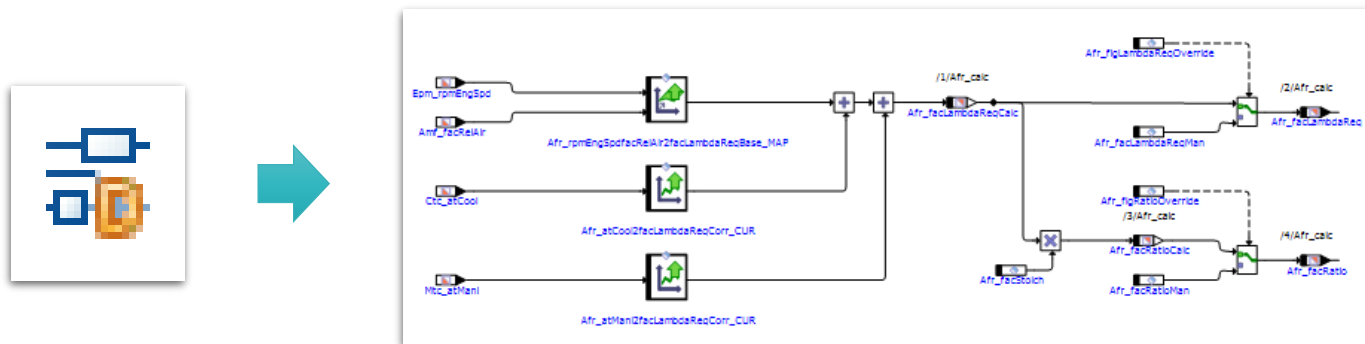 Afr_flgLambdaReqOverride
/1/Afr_calc
/2/Afr_calc
Epm_rpmEngSpd
Afr_facLambdaReqCalc
Afr_facLambdaReq
Amf_facRelAir
Afr_rpmEngSpdfacRelAir2facLambdaReqBase_MAP
Afr_facLambdaReqMan
Ctc_atCool
Afr_flgRatioOverride
/3/Afr_calc
Afr_atCool2facLambdaReqCorr_CUR
/4/Afr_calc
Afr_facRatioCalc
Afr_facRatio
Afr_facStoich
Mtc_atMani
Afr_facRatioMan
Afr_atMani2facLambdaReqCorr_CUR